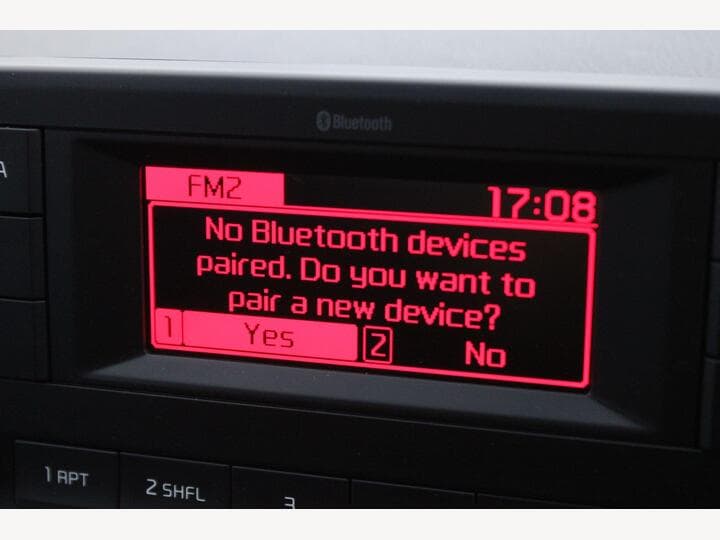 Bluetooth
A
FM2
17:08
No Bluetooth devices
paired. Do you want to
pair a new device?
1 Yes 2 No
1 RPT 2 SHFL 3